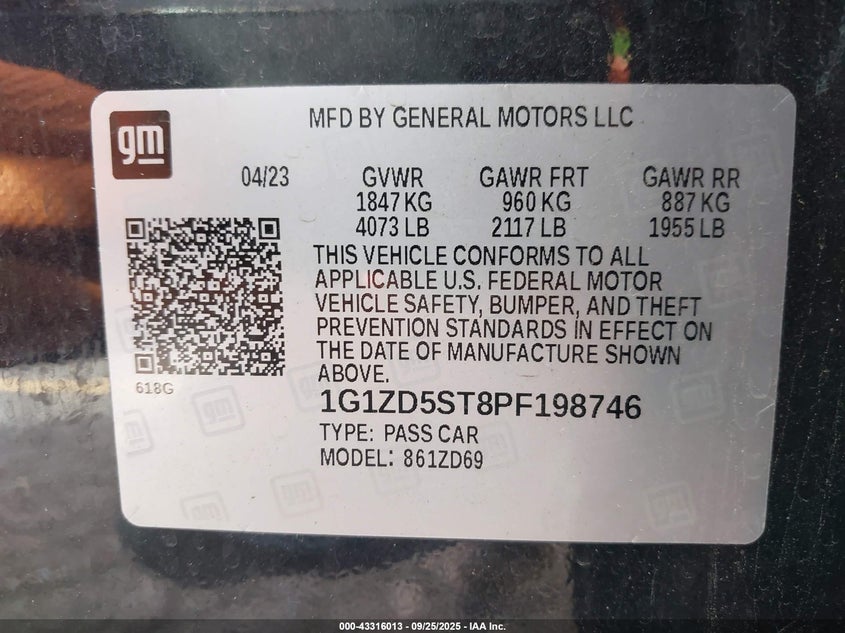 gm
MFD BY GENERAL MOTORS LLC
04/23 GVWR GAWR FRT GAWR RR
1847 KG 960 KG 887 KG
4073 LB 2117 LB 1955 LB
THIS VEHICLE CONFORMS TO ALL
APPLICABLE U.S. FEDERAL MOTOR
VEHICLE SAFETY, BUMPER, AND THEFT
PREVENTION STANDARDS IN EFFECT ON
THE DATE OF MANUFACTURE SHOWN
ABOVE.
618G
1G1ZD5ST8PF198746
TYPE: PASS CAR
MODEL: 861ZD69
000-43316013 - 09/25/2025 - IAA Inc.